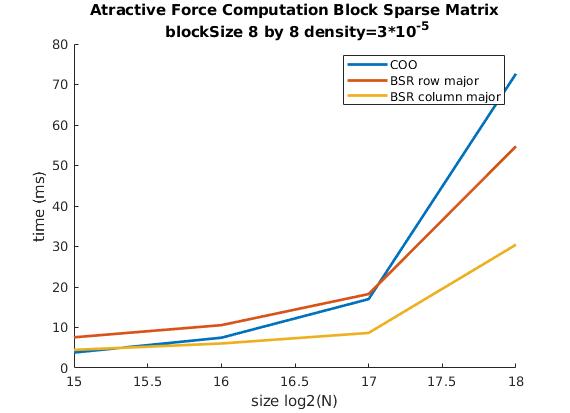 Atractive Force Computation Block Sparse Matrix
blockSize 8 by 8 density=3*10^-5
80
70
60
50
40
30
20
10
0
time (ms)
COO
BSR row major
BSR column major
15 15.5 16 16.5 17 17.5 18
size log2(N)